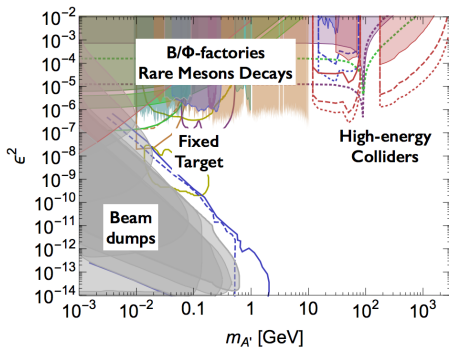 10⁻²
10⁻³
10⁻⁴
10⁻⁵
10⁻⁶
10⁻⁷
10⁻⁸
10⁻⁹
10⁻¹⁰
10⁻¹¹
10⁻¹²
10⁻¹³
10⁻¹⁴
ϵ²
B/Φ-factories
Rare Mesons Decays
Fixed
Target
High-energy
Colliders
Beam
dumps
10⁻³ 10⁻² 0.1 1 10 10² 10³
m_A' [GeV]